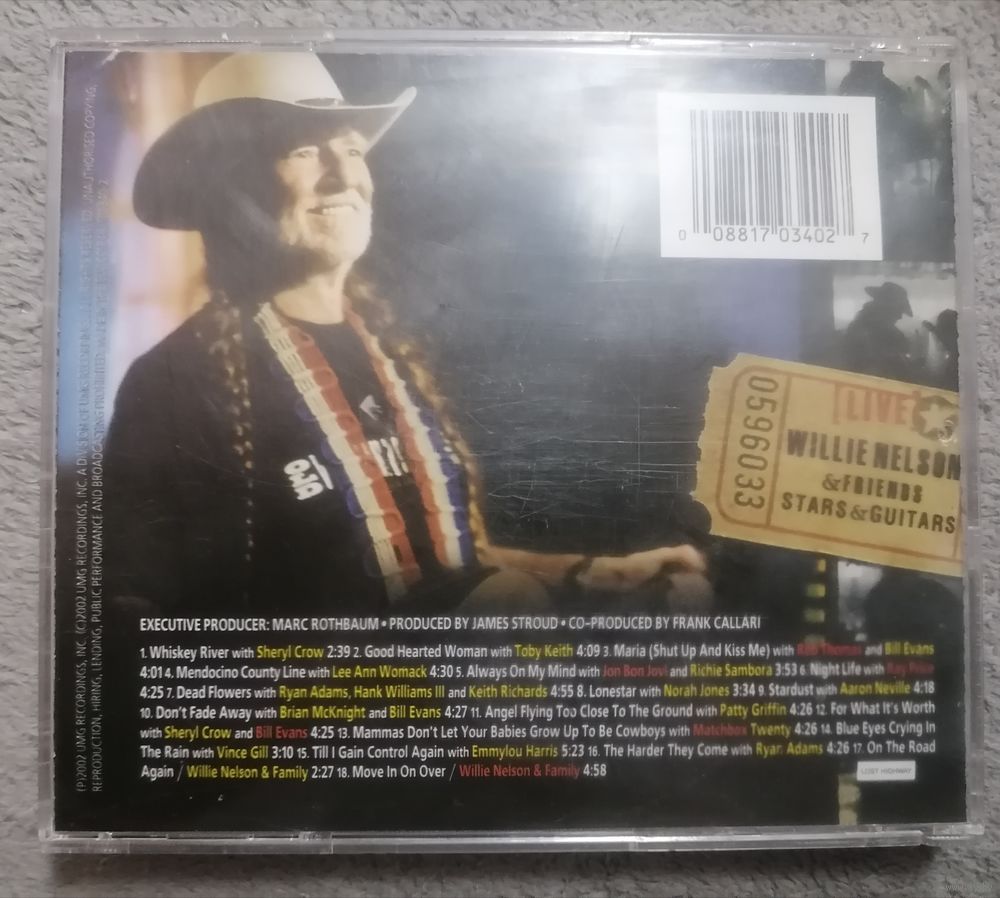 0 08817 03402 7
0596033
LIVE
WILLIE NELSON
& FRIENDS
STARS & GUITARS
EXECUTIVE PRODUCER: MARC ROTHBAUM • PRODUCED BY JAMES STROUD • CO-PRODUCED BY FRANK CALLARI
1. Whiskey River with Sheryl Crow 2:39 2. Good Hearted Woman with Toby Keith 4:09 3. Maria (Shut Up And Kiss Me) with Rob Thomas and Bill Evans
4:01 4. Mendocino County Line with Lee Ann Womack 4:30 5. Always On My Mind with Jon Bon Jovi and Richie Sambora 3:53 6. Night Life with Ray Price
4:25 7. Dead Flowers with Ryan Adams, Hank Williams III and Keith Richards 4:55 8. Lonestar with Norah Jones 3:34 9. Stardust with Aaron Neville 4:18
10. Don't Fade Away with Brian McKnight and Bill Evans 4:27 11. Angel Flying Too Close To The Ground with Patty Griffin 4:26 12. For What It's Worth
with Sheryl Crow and Bill Evans 4:25 13. Mammas Don't Let Your Babies Grow Up To Be Cowboys with Matchbox Twenty 4:26 14. Blue Eyes Crying In
The Rain with Vince Gill 3:10 15. Till I Gain Control Again with Emmylou Harris 5:23 16. The Harder They Come with Ryan Adams 4:26 17. On The Road
Again / Willie Nelson & Family 2:27 18. Move In On Over / Willie Nelson & Family 4:58
LOST HIGHWAY
(P)2002 UMG RECORDINGS, INC. (C)2002 UMG RECORDINGS, INC. A DIVISION OF UNAUTHORISED COPYING,
REPRODUCTION, HIRING, LENDING, PUBLIC PERFORMANCE AND BROADCASTING PROHIBITED.